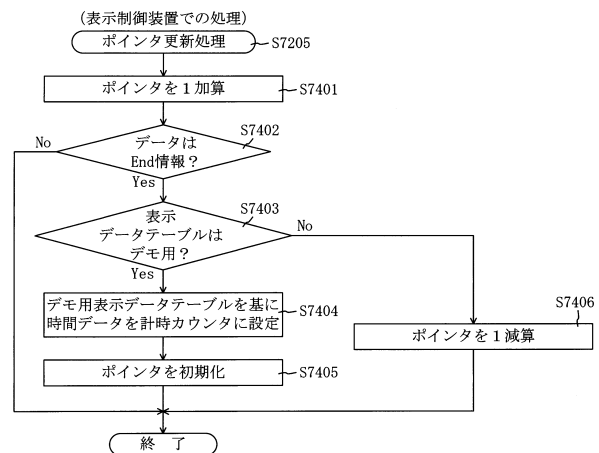 (表示制御装置での処理)
ポインタ更新処理
S7205
ポインタを1加算
S7401
データは
End情報?
S7402
No
Yes
表示
データテーブルは
デモ用?
S7403
No
Yes
デモ用表示データテーブルを基に
時間データを計時カウンタに設定
S7404
ポインタを1減算
S7406
ポインタを初期化
S7405
終 了